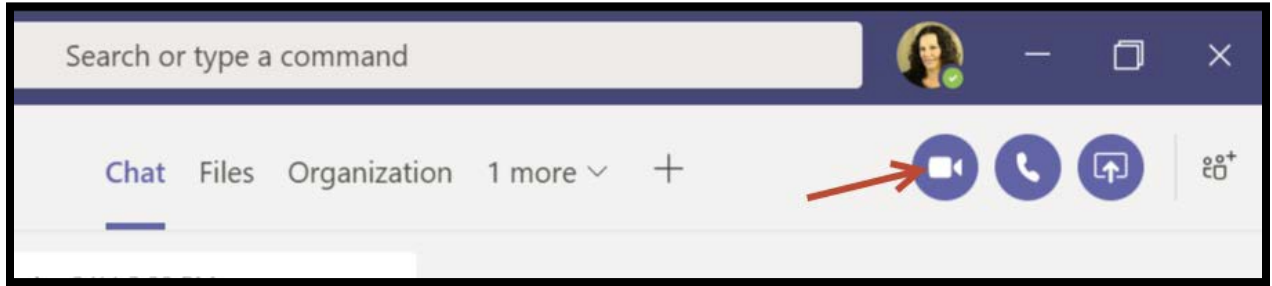 Search or type a command
Chat Files Organization 1 more